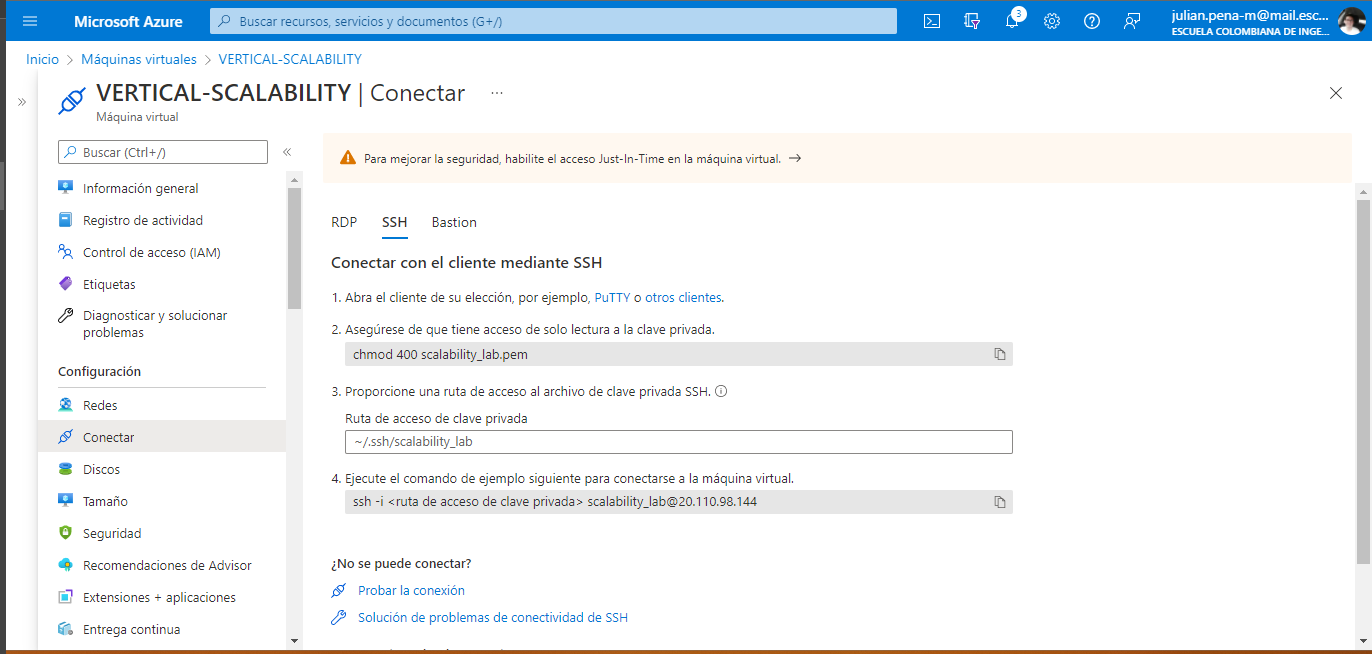 Microsoft Azure
Buscar recursos, servicios y documentos (G+/)
3
julian.pena-m@mail.esc...
ESCUELA COLOMBIANA DE INGE...
Inicio > Máquinas virtuales > VERTICAL-SCALABILITY
VERTICAL-SCALABILITY | Conectar ...
Máquina virtual
Buscar (Ctrl+/)
Información general
Registro de actividad
Control de acceso (IAM)
Etiquetas
Diagnosticar y solucionar
problemas
Configuración
Redes
Conectar
Discos
Tamaño
Seguridad
Recomendaciones de Advisor
Extensiones + aplicaciones
Entrega continua
Para mejorar la seguridad, habilite el acceso Just-In-Time en la máquina virtual. →
RDP SSH Bastion
Conectar con el cliente mediante SSH
1. Abra el cliente de su elección, por ejemplo, PuTTY o otros clientes.
2. Asegúrese de que tiene acceso de solo lectura a la clave privada.
chmod 400 scalability_lab.pem
3. Proporcione una ruta de acceso al archivo de clave privada SSH.
Ruta de acceso de clave privada
~/.ssh/scalability_lab
4. Ejecute el comando de ejemplo siguiente para conectarse a la máquina virtual.
ssh -i <ruta de acceso de clave privada> scalability_lab@20.110.98.144
¿No se puede conectar?
Probar la conexión
Solución de problemas de conectividad de SSH